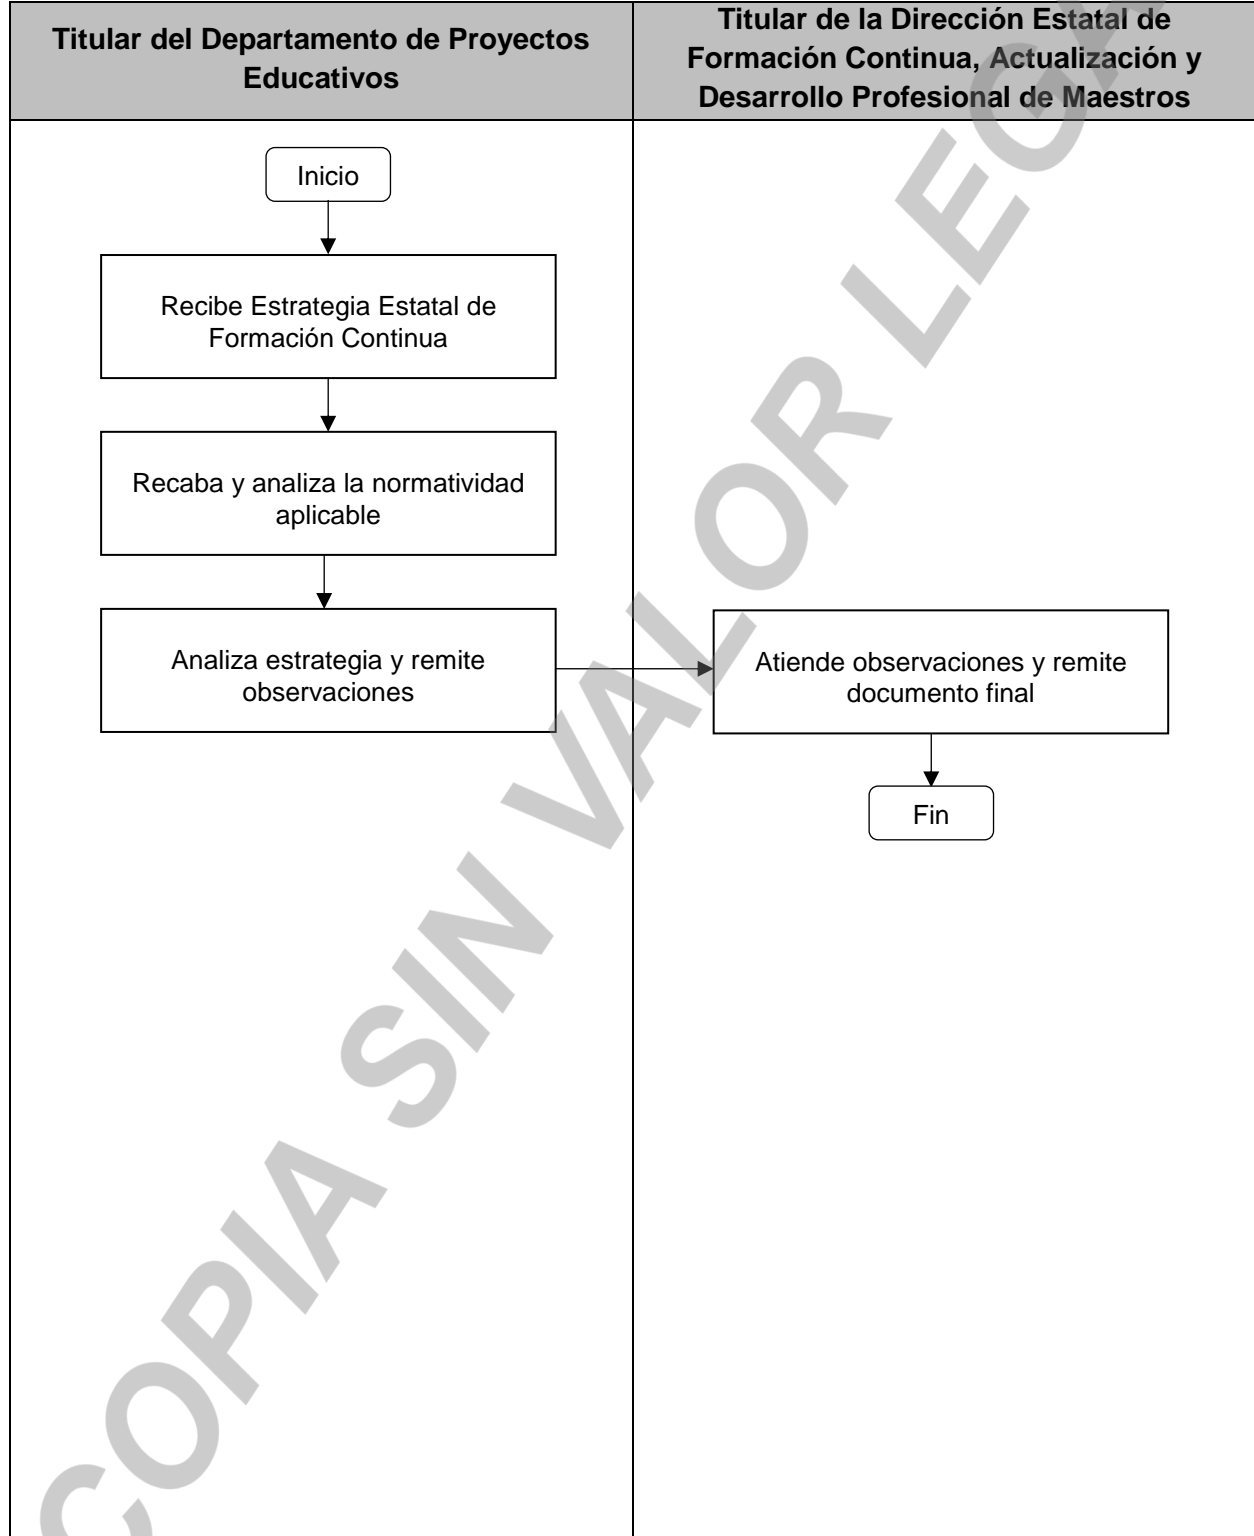 Titular del Departamento de Proyectos
Educativos
Titular de la Dirección Estatal de
Formación Continua, Actualización y
Desarrollo Profesional de Maestros
Inicio
Recibe Estrategia Estatal de
Formación Continua
Recaba y analiza la normatividad
aplicable
Analiza estrategia y remite
observaciones
Atiende observaciones y remite
documento final
Fin
COPIA SIN VALOR LEGA